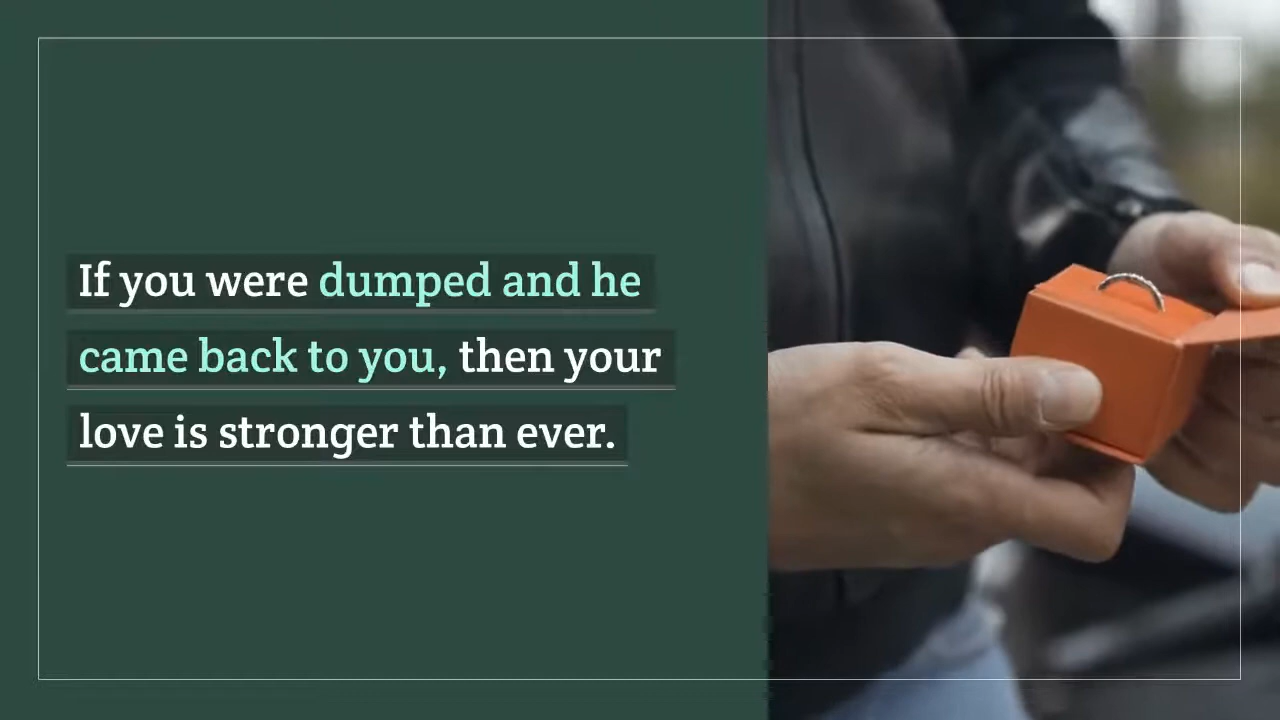 If you were dumped and he
came back to you, then your
love is stronger than ever.